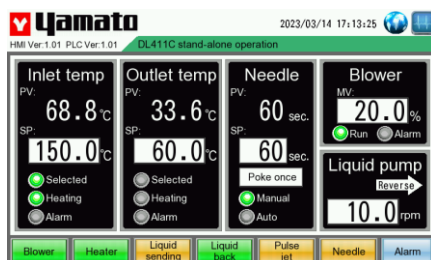 Yamato
2023/03/14 17:13:25
HMI Ver:1.01 PLC Ver:1.01
DL411C stand-alone operation
Inlet temp
PV:
68.8℃
SP:
150.0℃
Selected
Heating
Alarm
Outlet temp
PV:
33.6℃
SP:
60.0℃
Selected
Heating
Alarm
Needle
PV:
60 sec.
SP:
60 sec.
Poke once
Manual
Auto
Blower
MV:
20.0%
Run Alarm
Liquid pump
Reverse
10.0rpm
Blower
Heater
Liquid
sending
Liquid
back
Pulse
jet
Needle
Alarm